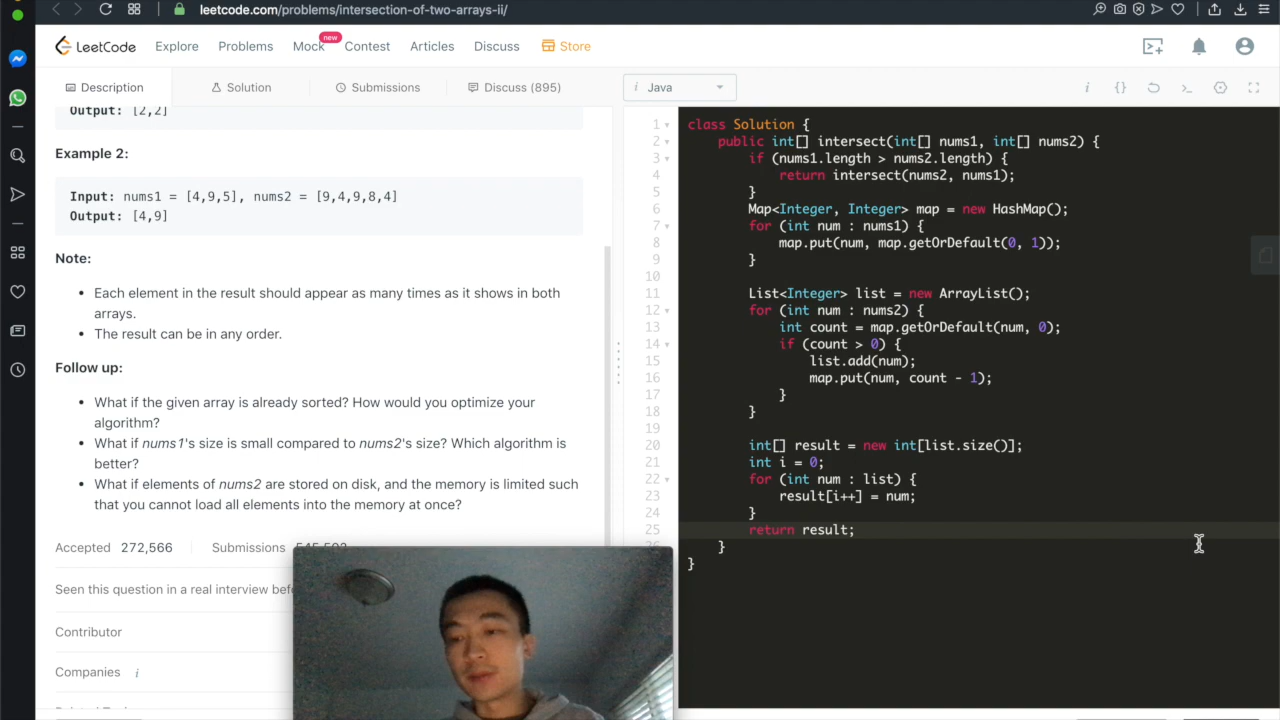 leetcode.com/problems/intersection-of-two-arrays-ii/
LeetCode Explore Problems Mock new Contest Articles Discuss Store
Description Solution Submissions Discuss (895) i Java
Output: [2,2]
Example 2:
Input: nums1 = [4,9,5], nums2 = [9,4,9,8,4]
Output: [4,9]
Note:
• Each element in the result should appear as many times as it shows in both
arrays.
• The result can be in any order.
Follow up:
• What if the given array is already sorted? How would you optimize your
algorithm?
• What if nums1's size is small compared to nums2's size? Which algorithm is
better?
• What if elements of nums2 are stored on disk, and the memory is limited such
that you cannot load all elements into the memory at once?
Accepted 272,566 Submissions
Seen this question in a real interview
Contributor
Companies i
1 class Solution {
2 public int[] intersect(int[] nums1, int[] nums2) {
3 if (nums1.length > nums2.length) {
4 return intersect(nums2, nums1);
5 }
6 Map<Integer, Integer> map = new HashMap();
7 for (int num : nums1) {
8 map.put(num, map.getOrDefault(0, 1));
9 }
10
11 List<Integer> list = new ArrayList();
12 for (int num : nums2) {
13 int count = map.getOrDefault(num, 0);
14 if (count > 0) {
15 list.add(num);
16 map.put(num, count - 1);
17 }
18 }
19
20 int[] result = new int[list.size()];
21 int i = 0;
22 for (int num : list) {
23 result[i++] = num;
24 }
25 return result;
}
}